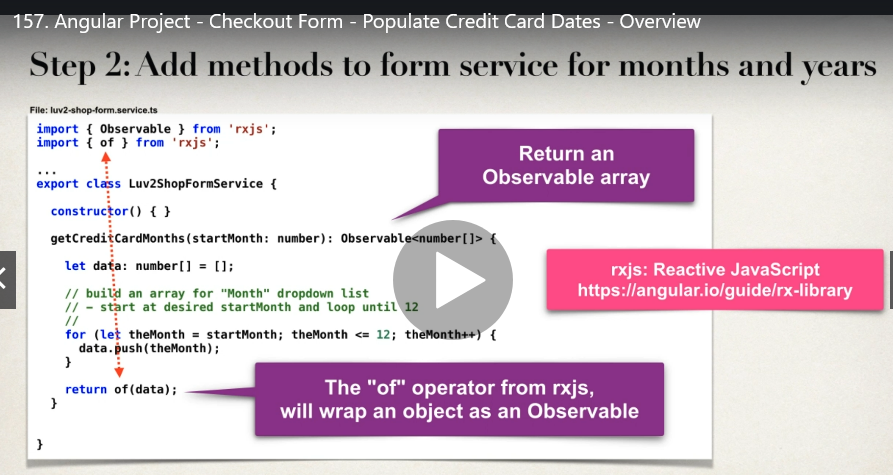 157. Angular Project - Checkout Form - Populate Credit Card Dates - Overview
Step 2: Add methods to form service for months and years
File: luv2-shop-form.service.ts
import { Observable } from 'rxjs';
import { of } from 'rxjs';
...
export class Luv2ShopFormService {
constructor() { }
getCreditCardMonths(startMonth: number): Observable<number[]> {
let data: number[] = [];
// build an array for "Month" dropdown list
// - start at desired startMonth and loop until 12
//
for (let theMonth = startMonth; theMonth <= 12; theMonth++) {
data.push(theMonth);
}
return of(data);
}
}
Return an
Observable array
rxjs: Reactive JavaScript
https://angular.io/guide/rx-library
The "of" operator from rxjs,
will wrap an object as an Observable